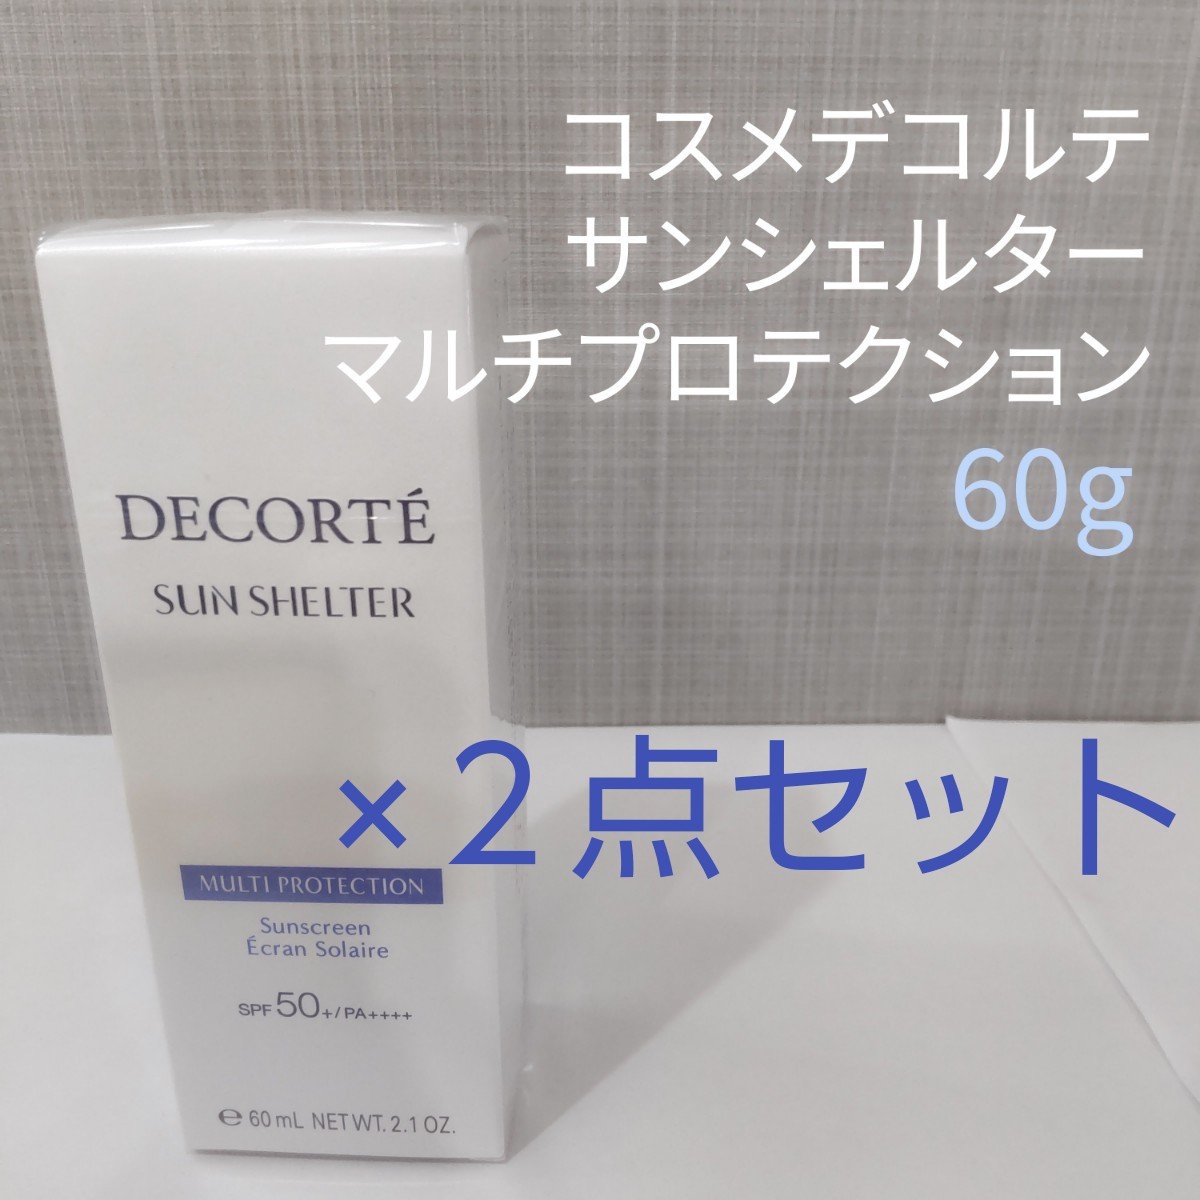 コスメデコルテ
サンシェルター
マルチプロテクション
60g
×2点セット
DECORTÉ
SUN SHELTER
MULTI PROTECTION
Sunscreen
Écran Solaire
SPF 50+/PA++++
℮ 60 mL NET WT. 2.1 OZ.